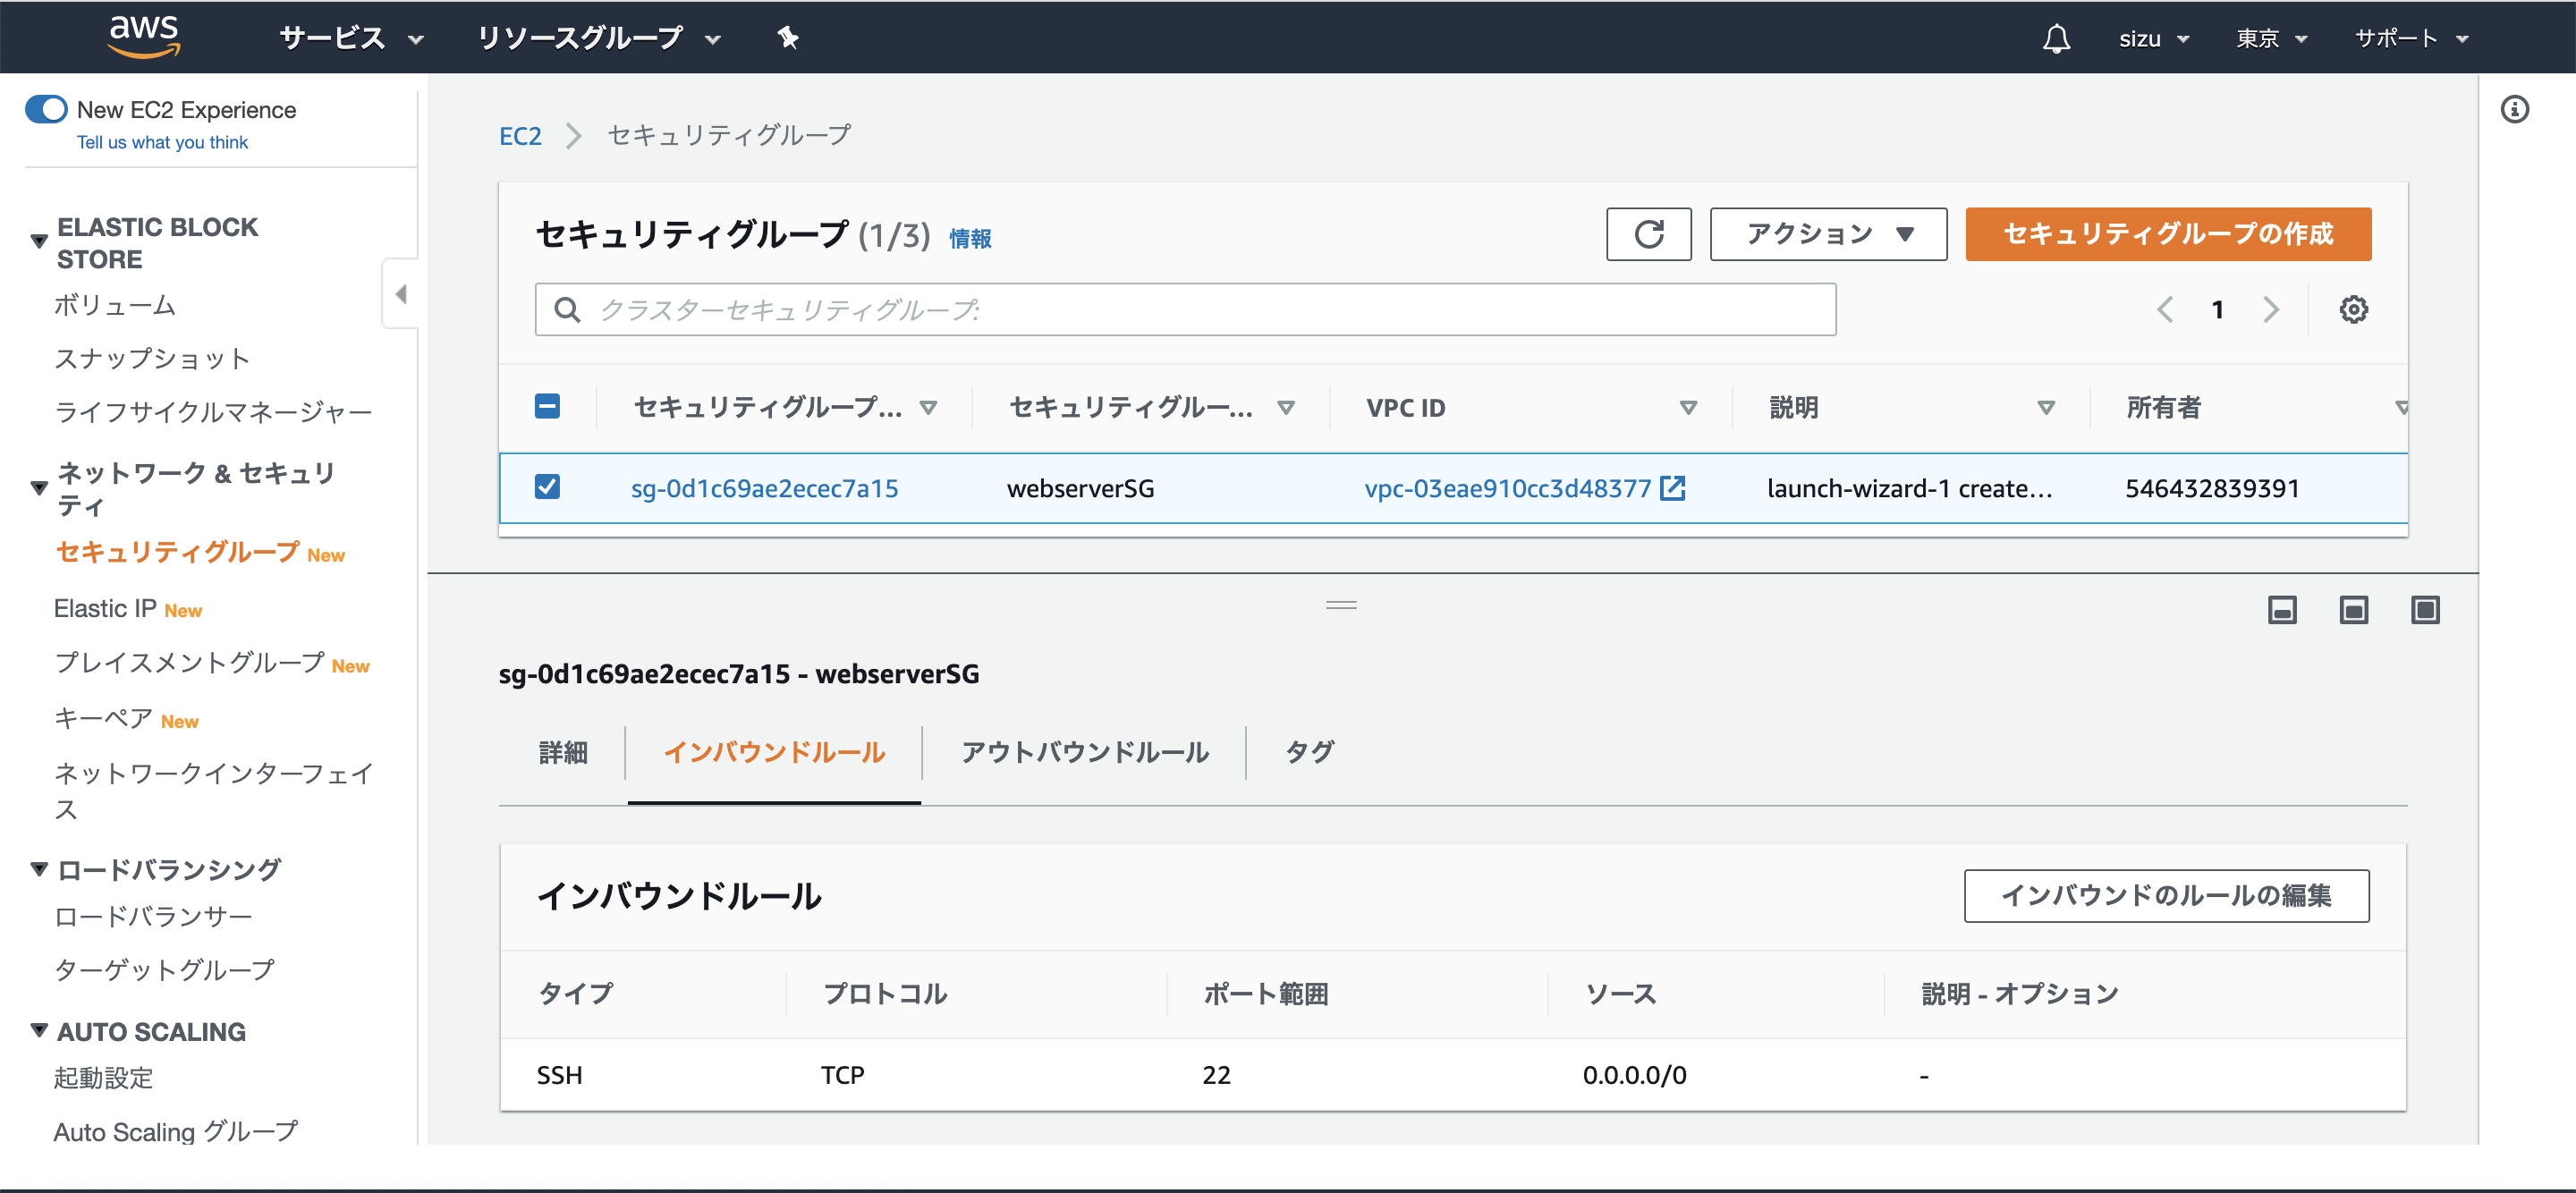 aws
サービス
リソースグループ
sizu
東京
サポート
New EC2 Experience
Tell us what you think
ELASTIC BLOCK
STORE
ボリューム
スナップショット
ライフサイクルマネージャー
ネットワーク & セキュリ
ティ
セキュリティグループ New
Elastic IP New
プレイスメントグループ New
キーペア New
ネットワークインターフェイ
ス
ロードバランシング
ロードバランサー
ターゲットグループ
AUTO SCALING
起動設定
Auto Scaling グループ
EC2
セキュリティグループ
セキュリティグループ (1/3) 情報
アクション
セキュリティグループの作成
クラスターセキュリティグループ:
1
セキュリティグループ...
セキュリティグルー...
VPC ID
説明
所有者
sg-0d1c69ae2ecec7a15
webserverSG
vpc-03eae910cc3d48377
launch-wizard-1 create...
546432839391
sg-0d1c69ae2ecec7a15 - webserverSG
詳細
インバウンドルール
アウトバウンドルール
タグ
インバウンドルール
インバウンドのルールの編集
タイプ
プロトコル
ポート範囲
ソース
説明 - オプション
SSH
TCP
22
0.0.0.0/0
-